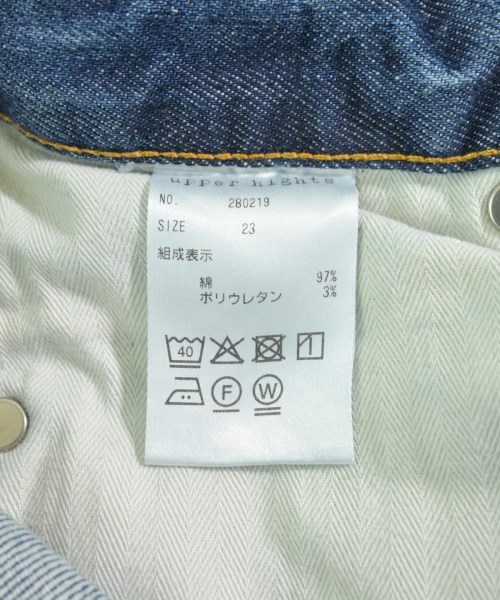 upper hights
NO. 280219
SIZE 23
組成表示
綿 97%
ポリウレタン 3%
40
F W